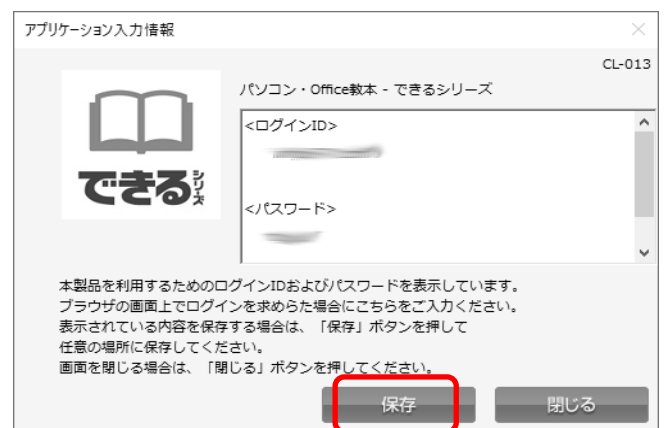 アプリケーション入力情報
CL-013
パソコン・Office教本 - できるシリーズ
できるシリーズ
<ログインID>
<パスワード>
本製品を利用するためのログインIDおよびパスワードを表示しています。
ブラウザの画面上でログインを求めらた場合にこちらをご入力ください。
表示されている内容を保存する場合は、「保存」ボタンを押して
任意の場所に保存してください。
画面を閉じる場合は、「閉じる」ボタンを押してください。
保存
閉じる